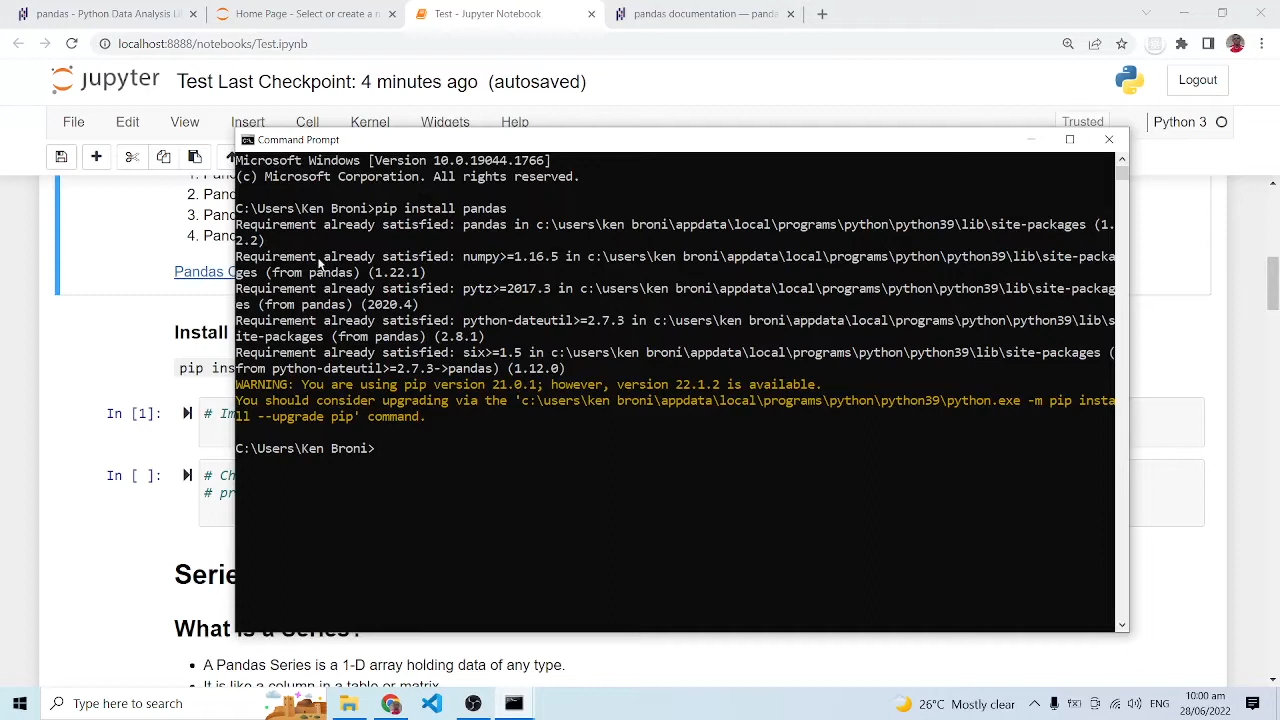 pandas - Python Data Analysis Li
Home Page - Select or create a n
Test - Jupyter Notebook
pandas documentation — panda
localhost:8888/notebooks/Test.ipynb
jupyter Test Last Checkpoint: 4 minutes ago (autosaved)
Logout
File Edit View Insert Cell Kernel Widgets Help
Trusted
Python 3
Command Prompt
Microsoft Windows [Version 10.0.19044.1766]
(c) Microsoft Corporation. All rights reserved.
C:\Users\Ken Broni>pip install pandas
Requirement already satisfied: pandas in c:\users\ken broni\appdata\local\programs\python\python39\lib\site-packages (1.
2.2)
Requirement already satisfied: numpy>=1.16.5 in c:\users\ken broni\appdata\local\programs\python\python39\lib\site-packa
ges (from pandas) (1.22.1)
Requirement already satisfied: pytz>=2017.3 in c:\users\ken broni\appdata\local\programs\python\python39\lib\site-packag
es (from pandas) (2020.4)
Requirement already satisfied: python-dateutil>=2.7.3 in c:\users\ken broni\appdata\local\programs\python\python39\lib\s
ite-packages (from pandas) (2.8.1)
Requirement already satisfied: six>=1.5 in c:\users\ken broni\appdata\local\programs\python\python39\lib\site-packages (
from python-dateutil>=2.7.3->pandas) (1.12.0)
WARNING: You are using pip version 21.0.1; however, version 22.1.2 is available.
You should consider upgrading via the 'c:\users\ken broni\appdata\local\programs\python\python39\python.exe -m pip insta
ll --upgrade pip' command.
C:\Users\Ken Broni>
1. Pan
2. Pand
3. Pand
4. Pand
Pandas
Install
pip ins
In [1]: # Im
In [ ]: # Ch
# pr
Serie
What is a Series?
• A Pandas Series is a 1-D array holding data of any type.
• It is like a column in a table or matrix.
Type here to search
26°C Mostly clear
ENG
10:00 am
28/06/2022